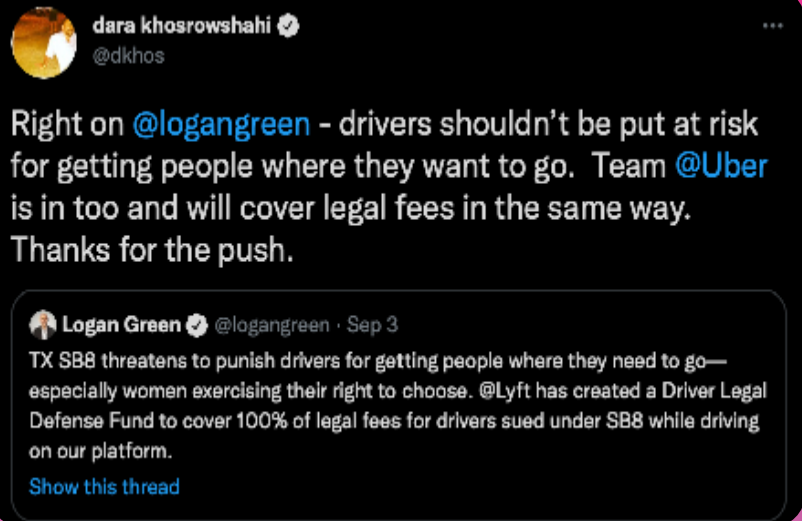 dara khosrowshahi
@dkhos
Right on @logangreen - drivers shouldn't be put at risk
for getting people where they want to go.  Team @Uber
is in too and will cover legal fees in the same way.
Thanks for the push.
Logan Green @logangreen · Sep 3
TX SB8 threatens to punish drivers for getting people where they need to go—
especially women exercising their right to choose. @Lyft has created a Driver Legal
Defense Fund to cover 100% of legal fees for drivers sued under SB8 while driving
on our platform.
Show this thread